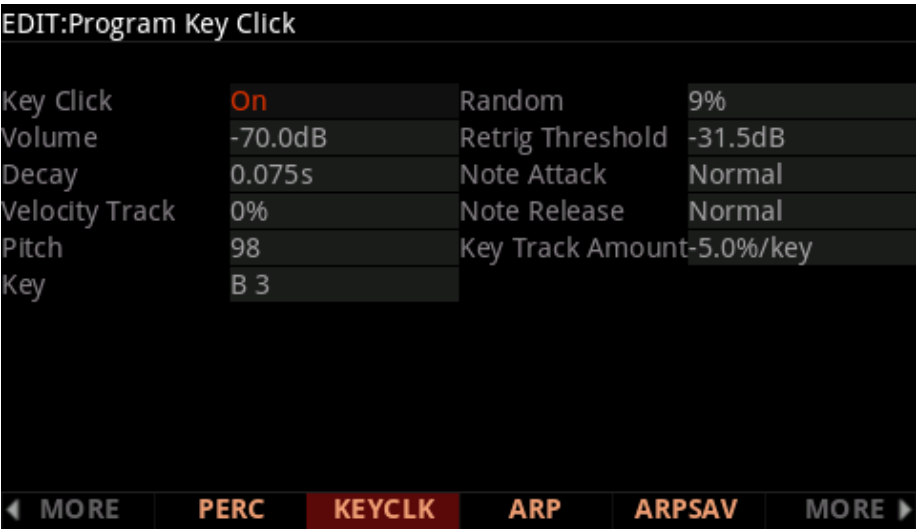 EDIT:Program Key Click
Key Click On Random 9%
Volume -70.0dB Retrig Threshold -31.5dB
Decay 0.075s Note Attack Normal
Velocity Track 0% Note Release Normal
Pitch 98 Key Track Amount -5.0%/key
Key B 3
MORE PERC KEYCLK ARP ARPSAV MORE